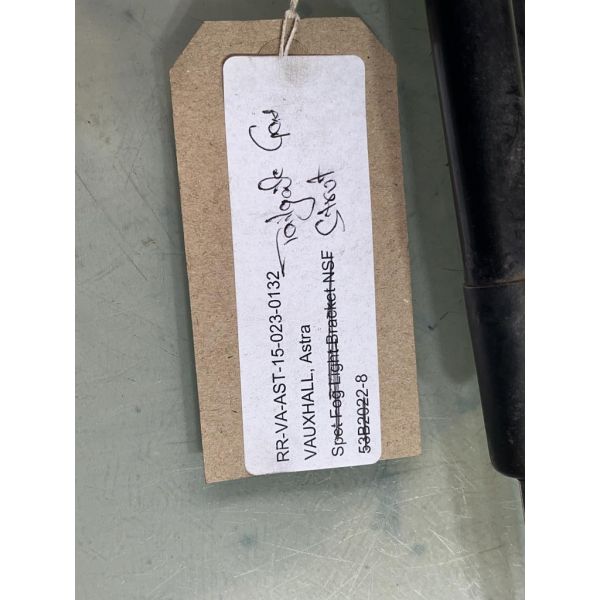 RR-VA-AST-15-023-0132
Tailgate Gas
VAUXHALL, Astra
Strut
Spot Fog Light Bracket NSF
53B2022-8